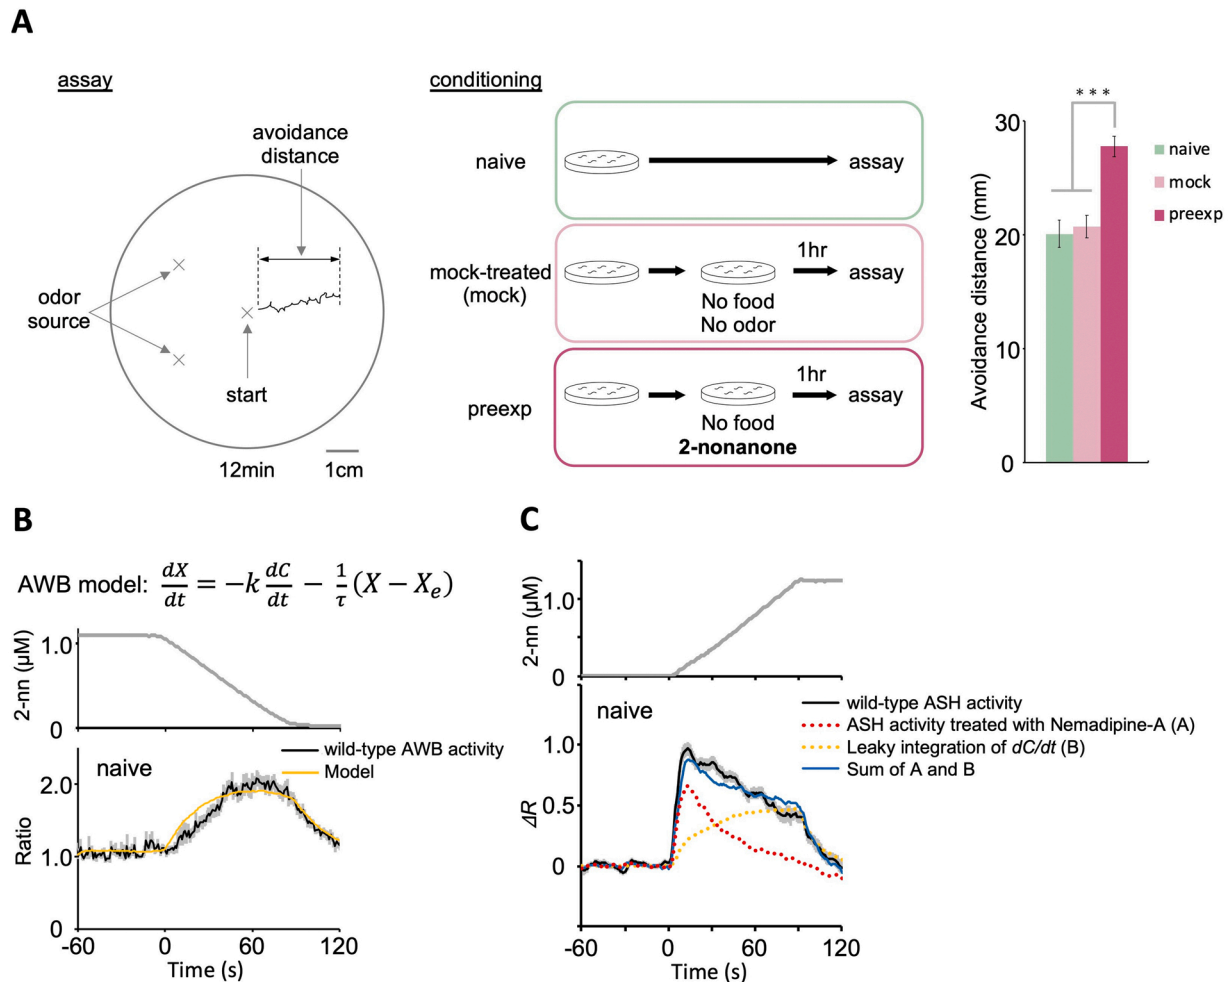 A
assay
avoidance
distance
odor
source
start
12min
1cm
conditioning
naive
assay
mock-treated
(mock)
1hr
assay
No food
No odor
preexp
1hr
assay
No food
2-nonanone
Avoidance distance (mm)
30
20
10
0
***
naive
mock
preexp
B
AWB model: dX/dt = −k dC/dt − 1/τ (X − Xe)
2-nn (μM)
1.0
0
wild-type AWB activity
Model
naive
Ratio
2.0
1.0
0
-60 0 60 120
Time (s)
C
2-nn (μM)
1.0
0
naive
wild-type ASH activity
ASH activity treated with Nemadipine-A (A)
Leaky integration of dC/dt (B)
Sum of A and B
ΔR
1.0
0.5
0
-60 0 60 120
Time (s)